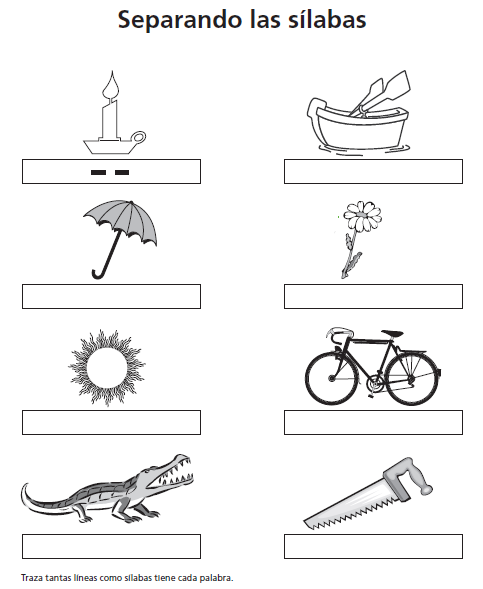 Separando las sílabas
Traza tantas líneas como sílabas tiene cada palabra.